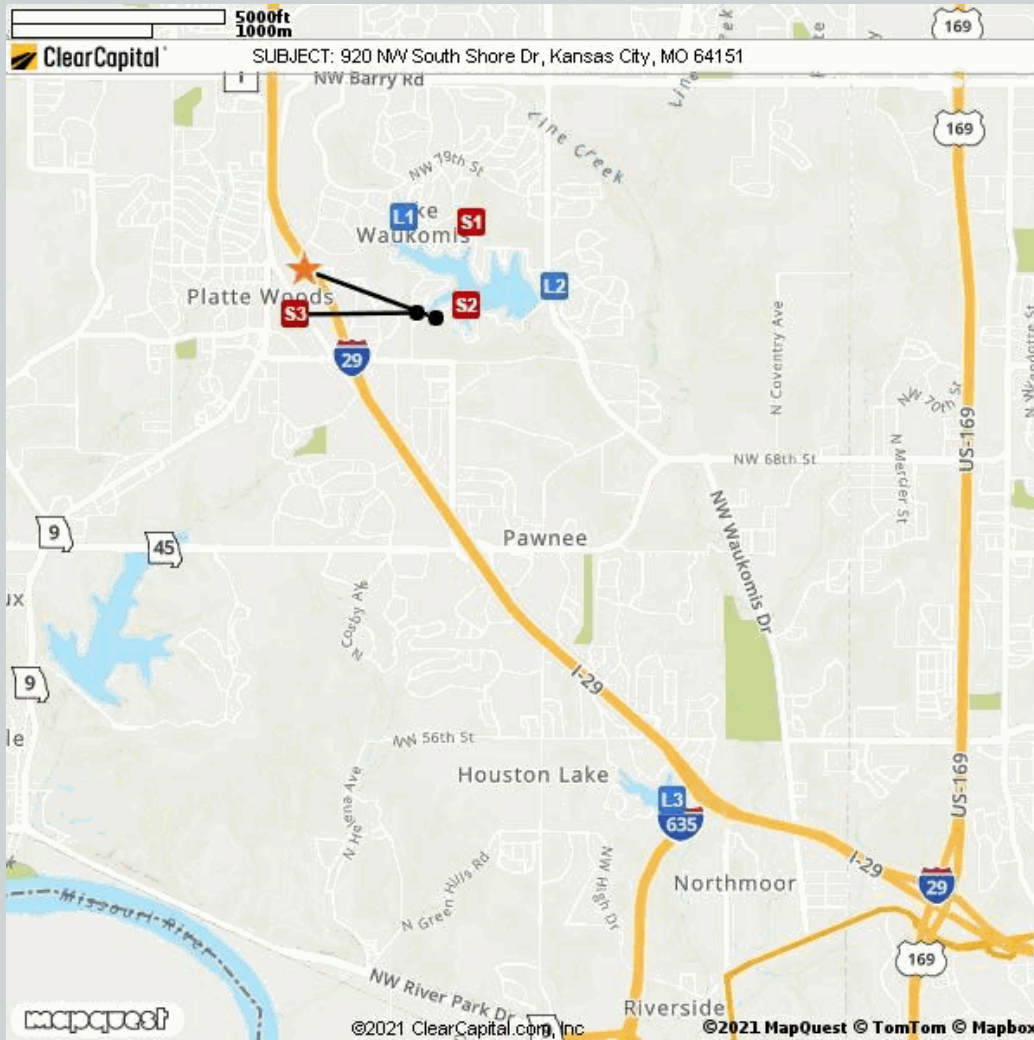 5000ft
1000m
169
ClearCapital
SUBJECT: 920 NW South Shore Dr, Kansas City, MO 64151
NW Barry Rd
169
NW 79th St
L1
S1
Waukomis
L2
Platte Woods
S3
S2
29
N Coventry Ave
NW 70th St
US-169
N Mercier St
NW 68th St
NW Waukomis Dr
9
45
Pawnee
N Cosby Av
9
I-29
NW 56th St
Houston Lake
US-169
N Helena Ave
L3
635
I-29
29
N Green Hills Rd
NW High Dr
Northmoor
Missouri River
169
NW River Park Dr
Riverside
mapquest
©2021 ClearCapital.com, Inc
©2021 MapQuest © TomTom © Mapbox